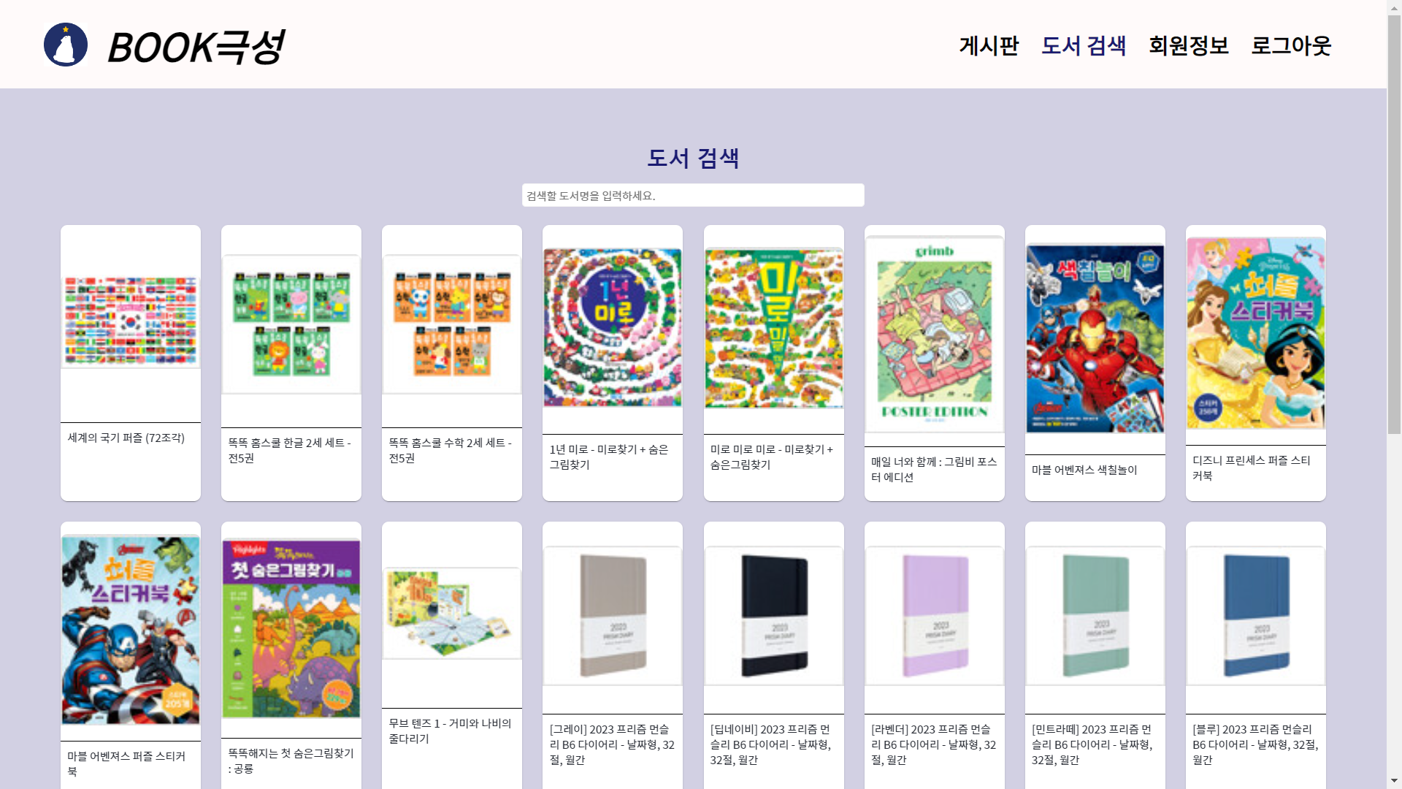 BOOK극성
게시판 도서 검색 회원정보 로그아웃
도서 검색
검색할 도서명을 입력하세요.
1년
미로
미로
미로
미로
grimb
POSTER EDITION
색칠놀이
퍼즐
스티커북
스티커
250개
세계의 국기 퍼즐 (72조각)
똑똑 홈스쿨 한글 2세 세트 -
전5권
똑똑 홈스쿨 수학 2세 세트 -
전5권
1년 미로 - 미로찾기 + 숨은
그림찾기
미로 미로 미로 - 미로찾기 +
숨은그림찾기
매일 너와 함께 : 그림비 포스
터 에디션
마블 어벤져스 색칠놀이
디즈니 프린세스 퍼즐 스티
커북
퍼즐
스티커북
205개
Highlights
첫 숨은그림찾기
2023
PRISM DIARY
2023
PRISM DIARY
2023
PRISM DIARY
2023
PRISM DIARY
2023
PRISM DIARY
마블 어벤져스 퍼즐 스티커
북
똑똑해지는 첫 숨은그림찾기
: 공룡
무브 텐즈 1 - 거미와 나비의
줄다리기
[그레이] 2023 프리즘 먼슬
리 B6 다이어리 - 날짜형, 32
절, 월간
[딥네이비] 2023 프리즘 먼
슬리 B6 다이어리 - 날짜형,
32절, 월간
[라벤더] 2023 프리즘 먼슬
리 B6 다이어리 - 날짜형, 32
절, 월간
[민트라떼] 2023 프리즘 먼
슬리 B6 다이어리 - 날짜형,
32절, 월간
[블루] 2023 프리즘 먼슬리
B6 다이어리 - 날짜형, 32절,
월간